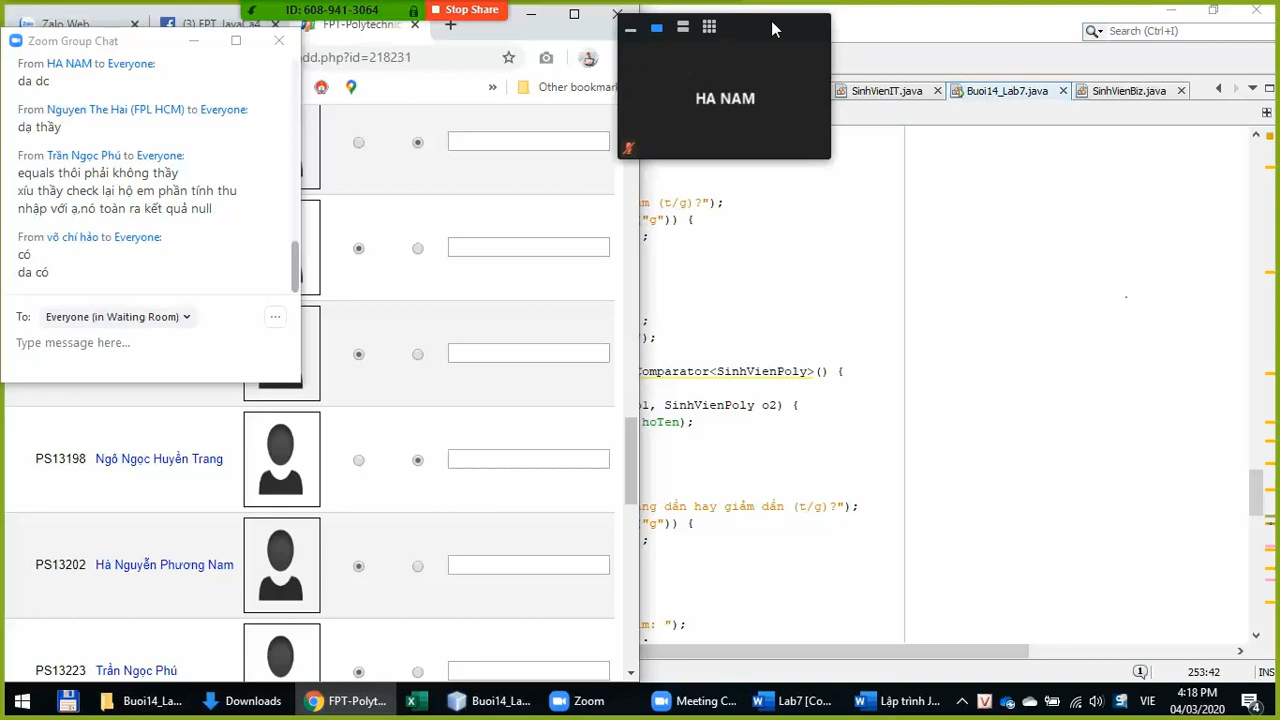 Zalo Web
(3) FPT_JavaCa4
ID: 608-941-3064
Stop Share
FPT-Polytechnic
Zoom Group Chat
From HA NAM to Everyone:
da dc
From Nguyen The Hai (FPL HCM) to Everyone:
dạ thầy
From Trần Ngọc Phú to Everyone:
equals thôi phải không thầy
xíu thầy check lại hộ em phần tính thu
nhập với ạ,nó toàn ra kết quả null
From võ chí hảo to Everyone:
có
da có
To: Everyone (in Waiting Room)
Type message here...
dd.php?id=218231
Other bookmar
PS13198 Ngô Ngọc Huyền Trang
PS13202 Hà Nguyễn Phương Nam
PS13223 Trần Ngọc Phú
HA NAM
Search (Ctrl+I)
SinhVienIT.java
Buoi14_Lab7.java
SinhVienBiz.java
m (t/g)?");
"g")) {
;
;
");
Comparator<SinhVienPoly>() {
o1, SinhVienPoly o2) {
hoTen);
ng dần hay giảm dần (t/g)?");
"g")) {
;
m: ");
253:42
INS
Buoi14_La...
Downloads
FPT-Polyt...
Buoi14_La...
Zoom
Meeting C...
Lab7 [Co...
Lập trình J...
VIE
4:18 PM
04/03/2020
4